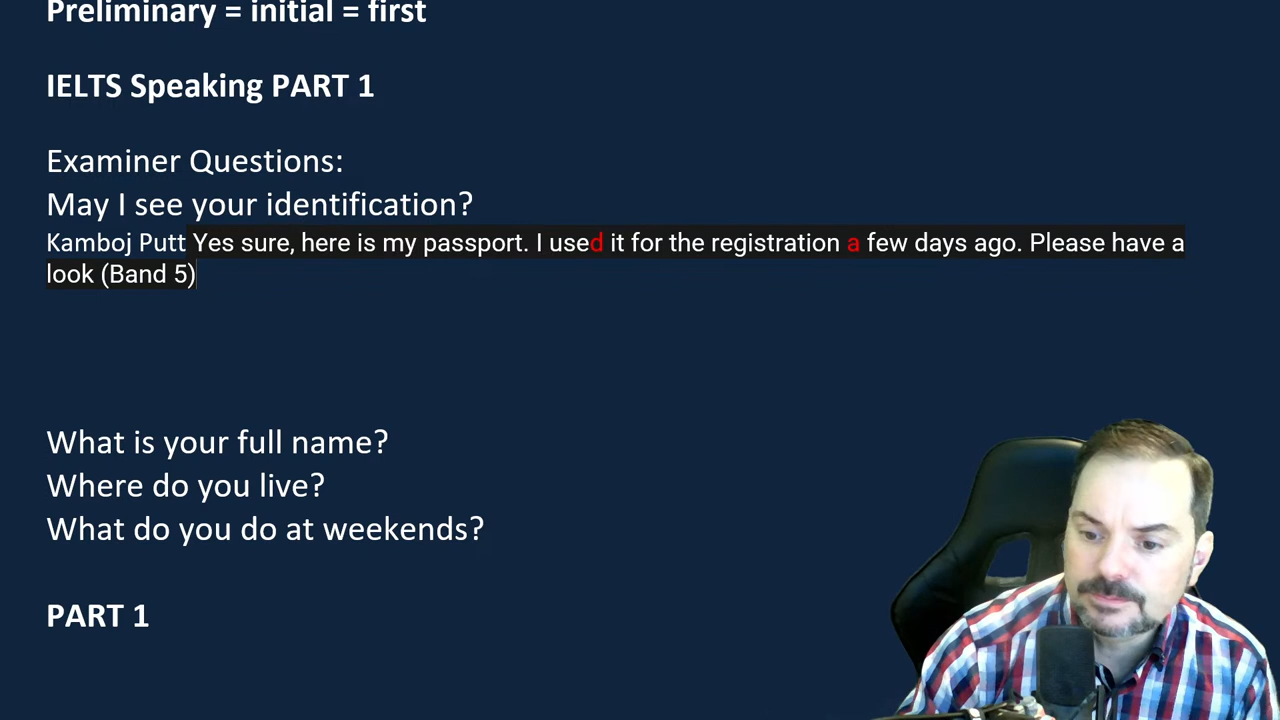 Preliminary = initial = first
IELTS Speaking PART 1
Examiner Questions:
May I see your identification?
Kamboj Putt Yes sure, here is my passport. I used it for the registration a few days ago. Please have a
look (Band 5)
What is your full name?
Where do you live?
What do you do at weekends?
PART 1